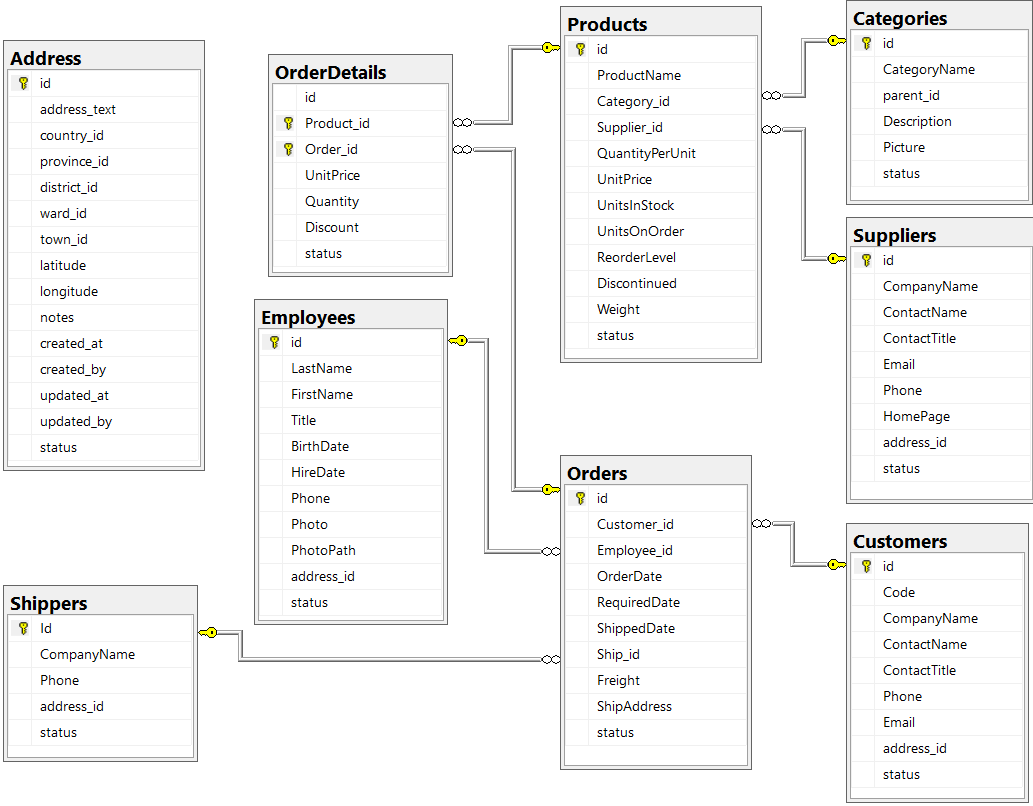 Address
id
address_text
country_id
province_id
district_id
ward_id
town_id
latitude
longitude
notes
created_at
created_by
updated_at
updated_by
status
OrderDetails
id
Product_id
Order_id
UnitPrice
Quantity
Discount
status
Products
id
ProductName
Category_id
Supplier_id
QuantityPerUnit
UnitPrice
UnitsInStock
UnitsOnOrder
ReorderLevel
Discontinued
Weight
status
Categories
id
CategoryName
parent_id
Description
Picture
status
Suppliers
id
CompanyName
ContactName
ContactTitle
Email
Phone
HomePage
address_id
status
Employees
id
LastName
FirstName
Title
BirthDate
HireDate
Phone
Photo
PhotoPath
address_id
status
Orders
id
Customer_id
Employee_id
OrderDate
RequiredDate
ShippedDate
Ship_id
Freight
ShipAddress
status
Customers
id
Code
CompanyName
ContactName
ContactTitle
Phone
Email
address_id
status
Shippers
Id
CompanyName
Phone
address_id
status